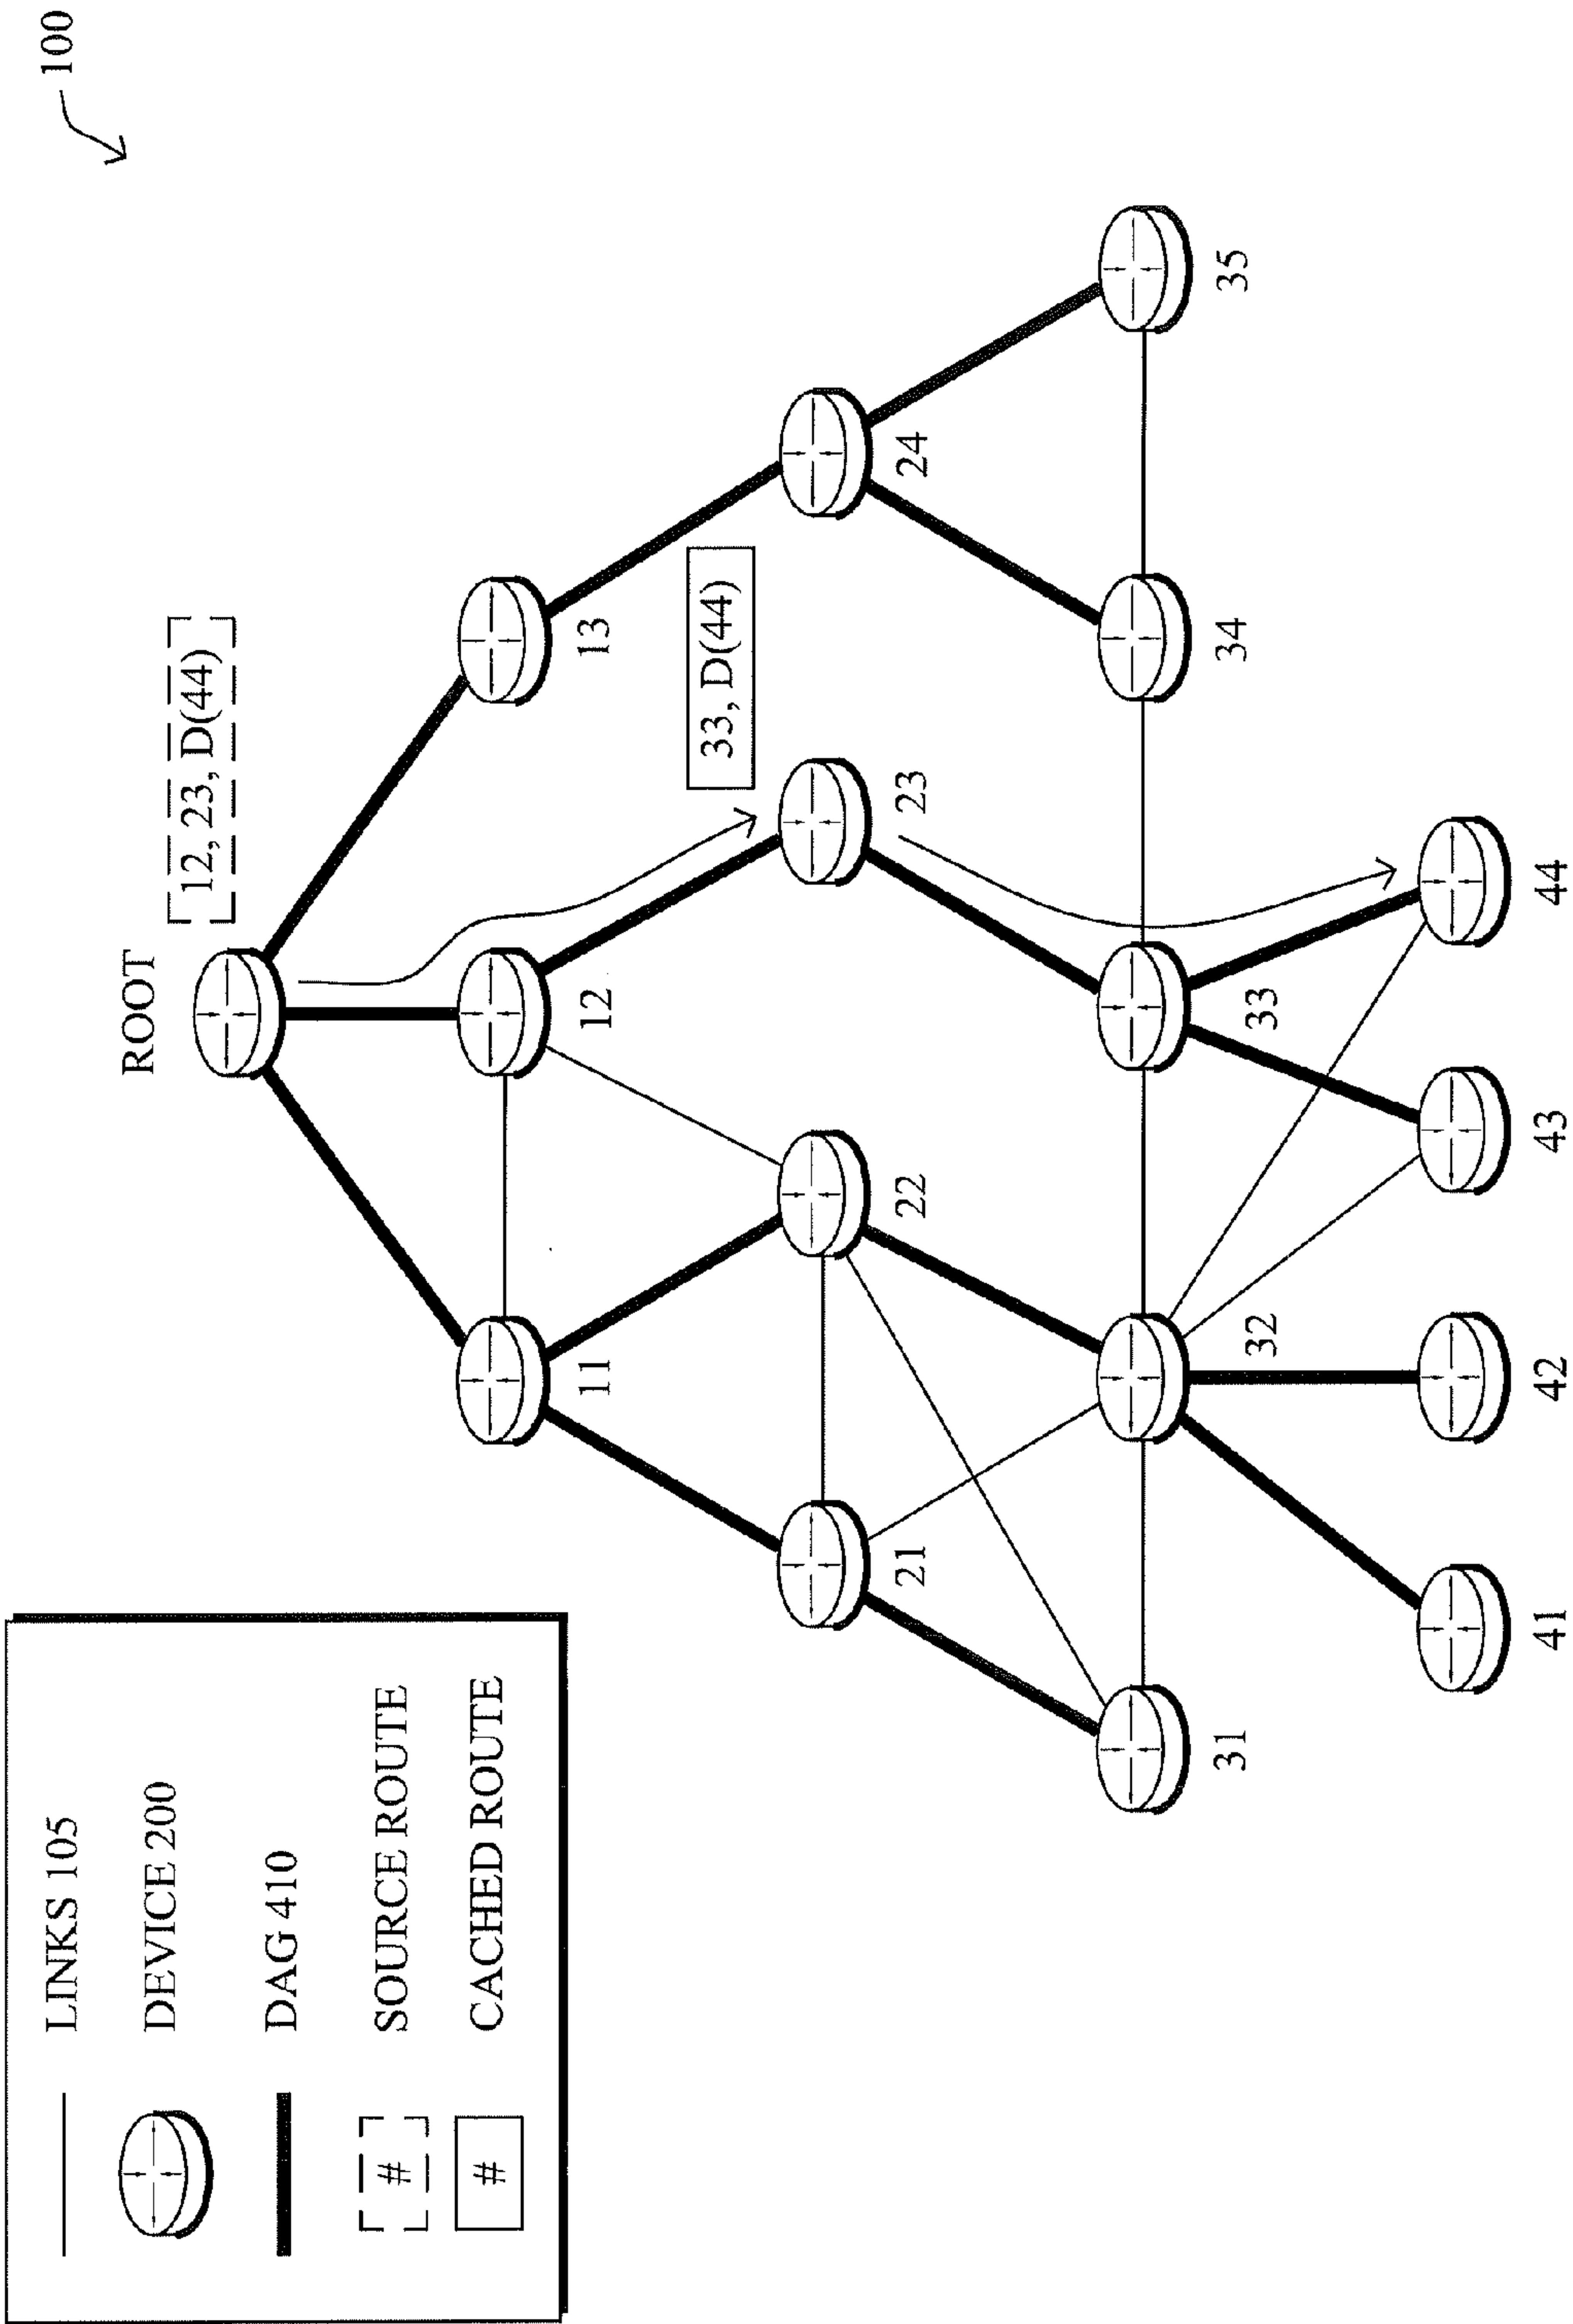 100
LINKS 105
DEVICE 200
DAG 410
# SOURCE ROUTE
# CACHED ROUTE
ROOT
12, 23, D(44)
11
12
13
33, D(44)
21
22
23
24
31
32
33
34
35
41
42
43
44